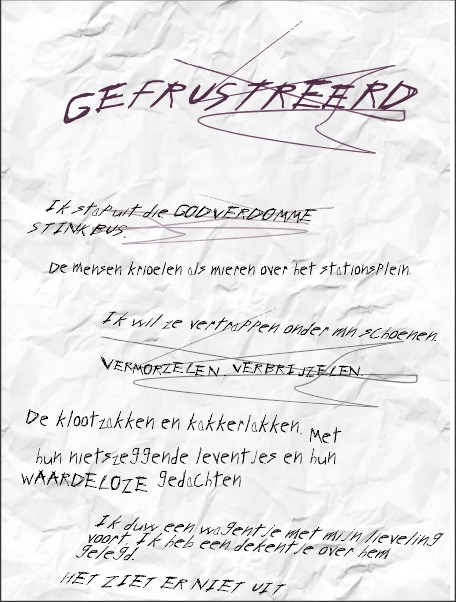 GEFRUSTREERD
Ik stap uit die GODVERDOMME
STINKBUS.
De mensen krioelen als mieren over het stationsplein.
Ik wil ze vertrappen onder mn schoenen.
VERMORZELEN. VERBRIJZELEN.
De klootzakken en kakkerlakken. Met
hun nietszeggende leventjes en hun
WAARDELOZE gedachten
Ik duw een wagentje met mijn lieveling
voort. Ik heb een dekentje over hem
gelegd.
HET ZIET ER NIET UIT